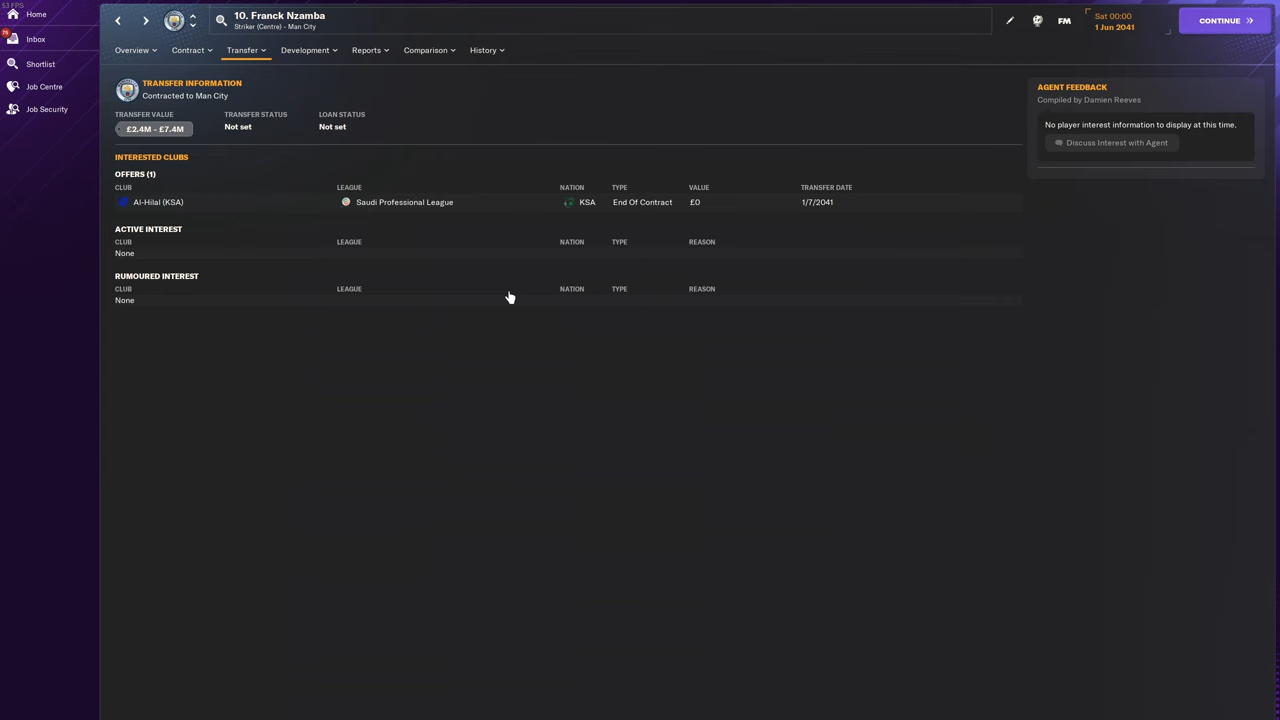 53 FPS
Home
76
Inbox
Shortlist
Job Centre
Job Security
10. Franck Nzamba
Striker (Centre) - Man City
FM
Sat 00:00
1 Jun 2041
CONTINUE
Overview
Contract
Transfer
Development
Reports
Comparison
History
TRANSFER INFORMATION
Contracted to Man City
TRANSFER VALUE
TRANSFER STATUS
LOAN STATUS
£2.4M - £7.4M
Not set
Not set
INTERESTED CLUBS
OFFERS (1)
CLUB LEAGUE NATION TYPE VALUE TRANSFER DATE
Al-Hilal (KSA) Saudi Professional League KSA End Of Contract £0 1/7/2041
ACTIVE INTEREST
CLUB LEAGUE NATION TYPE REASON
None
RUMOURED INTEREST
CLUB LEAGUE NATION TYPE REASON
None
AGENT FEEDBACK
Compiled by Damien Reeves
No player interest information to display at this time.
Discuss Interest with Agent